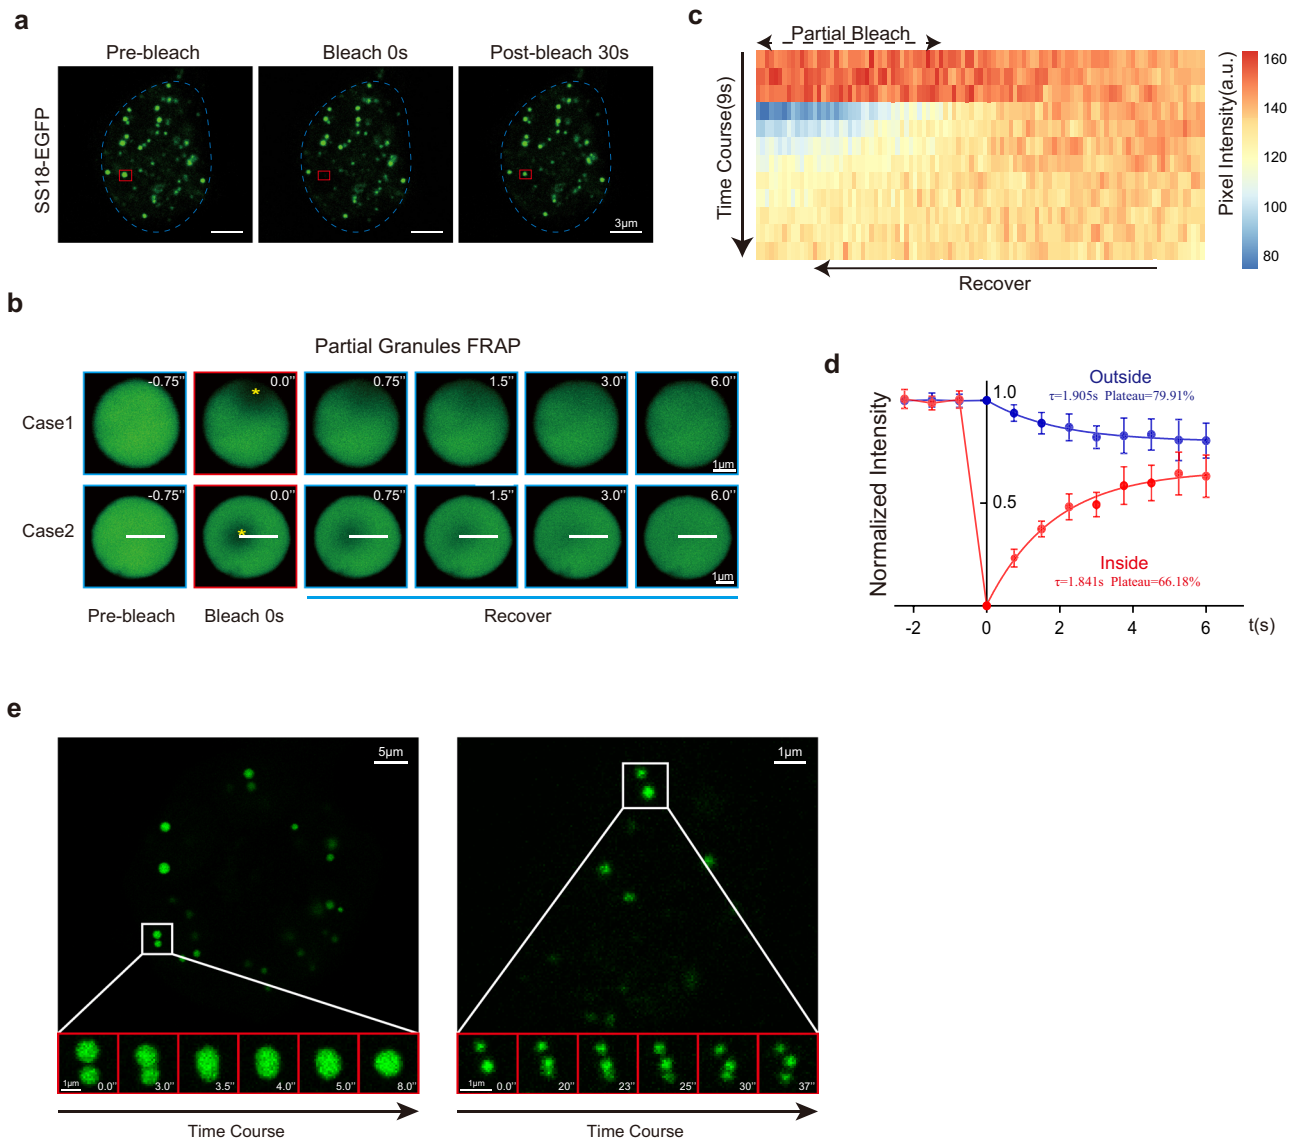 a
Pre-bleach
Bleach 0s
Post-bleach 30s
SS18-EGFP
3μm
b
Partial Granules FRAP
Case1
-0.75''
0.0''
*
0.75''
1.5''
3.0''
6.0''
1μm
Case2
-0.75''
0.0''
*
0.75''
1.5''
3.0''
6.0''
1μm
Pre-bleach
Bleach 0s
Recover
c
Partial Bleach
Time Course(9s)
Recover
Pixel Intensity(a.u.)
160
140
120
100
80
d
Normalized Intensity
1.0
0.5
Outside
τ=1.905s Plateau=79.91%
Inside
τ=1.841s Plateau=66.18%
-2
0
2
4
6
t(s)
e
5μm
1μm
0.0''
3.0''
3.5''
4.0''
5.0''
8.0''
Time Course
1μm
1μm
0.0''
20''
23''
25''
30''
37''
Time Course